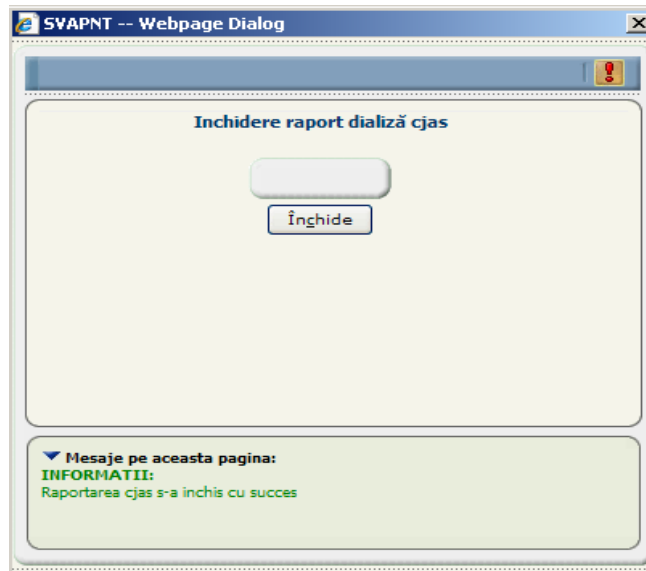 SVAPNT -- Webpage Dialog
Inchidere raport dializă cjas
Închide
Mesaje pe aceasta pagina:
INFORMATII:
Raportarea cjas s-a inchis cu succes